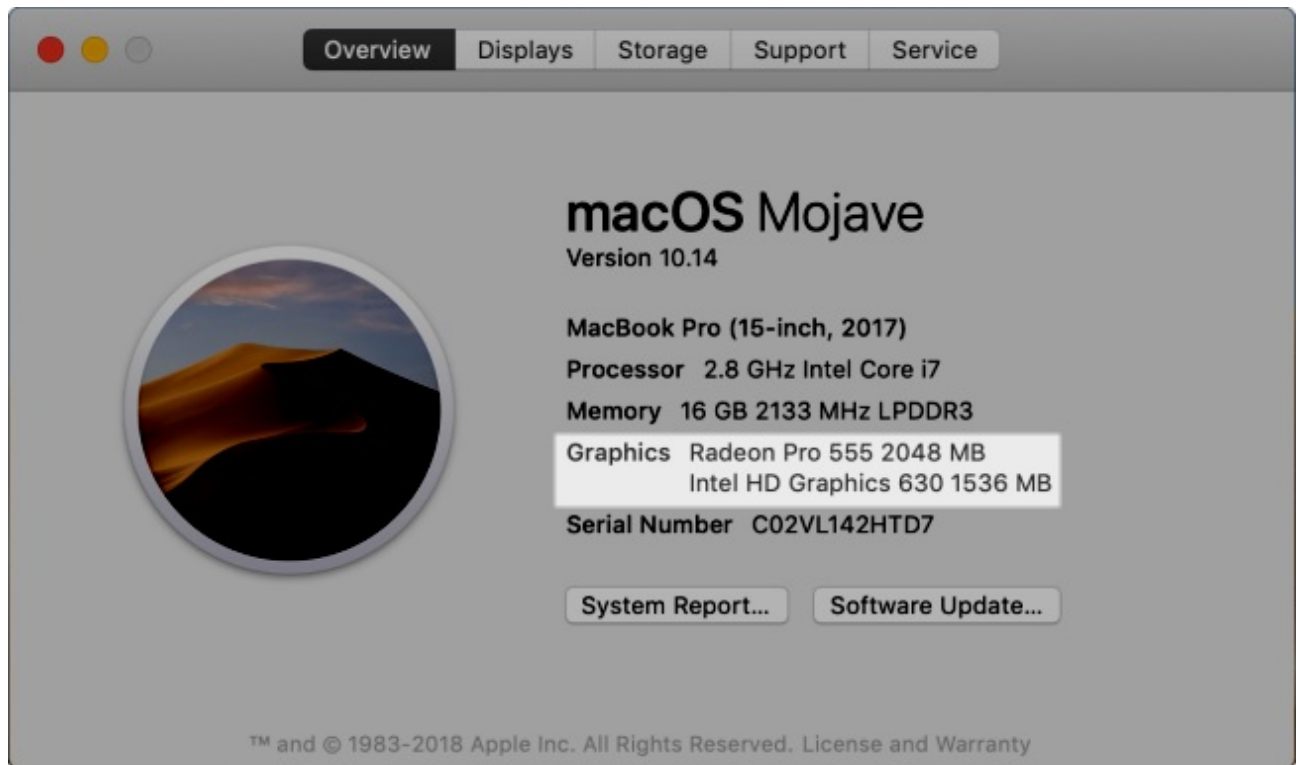 Overview Displays Storage Support Service
macOS Mojave
Version 10.14
MacBook Pro (15-inch, 2017)
Processor 2.8 GHz Intel Core i7
Memory 16 GB 2133 MHz LPDDR3
Graphics Radeon Pro 555 2048 MB
Intel HD Graphics 630 1536 MB
Serial Number C02VL142HTD7
System Report... Software Update...
™ and © 1983-2018 Apple Inc. All Rights Reserved. License and Warranty